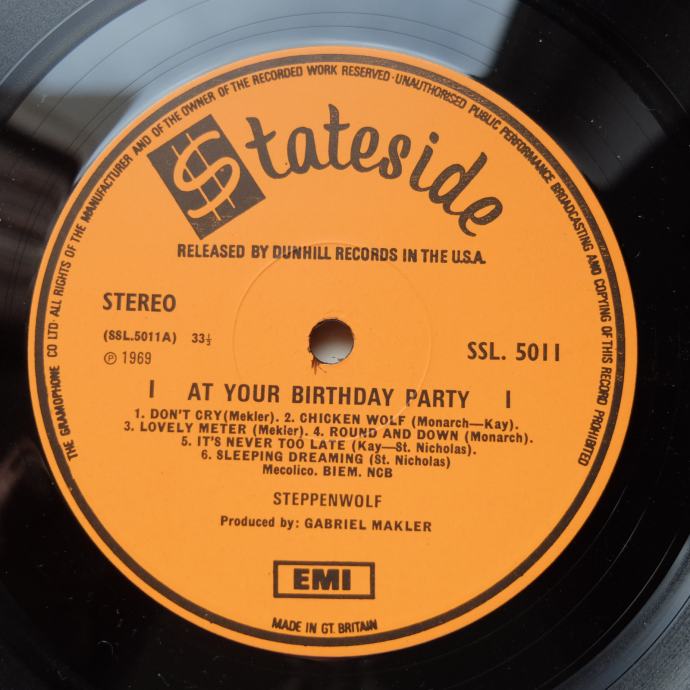 THE GRAMOPHONE CO LTD · ALL RIGHTS OF THE MANUFACTURER AND OF THE OWNER OF THE RECORDED WORK RESERVED · UNAUTHORISED PUBLIC PERFORMANCE BROADCASTING AND COPYING OF THIS RECORD PROHIBITED
Stateside
RELEASED BY DUNHILL RECORDS IN THE U.S.A.
STEREO
(SSL.5011A) 33⅓
℗ 1969
SSL. 5011
1 AT YOUR BIRTHDAY PARTY 1
1. DON'T CRY (Mekler). 2. CHICKEN WOLF (Monarch—Kay).
3. LOVELY METER (Mekler). 4. ROUND AND DOWN (Monarch).
5. IT'S NEVER TOO LATE (Kay—St. Nicholas).
6. SLEEPING DREAMING (St. Nicholas)
Mecolico. BIEM. NCB
STEPPENWOLF
Produced by: GABRIEL MAKLER
EMI
MADE IN GT. BRITAIN